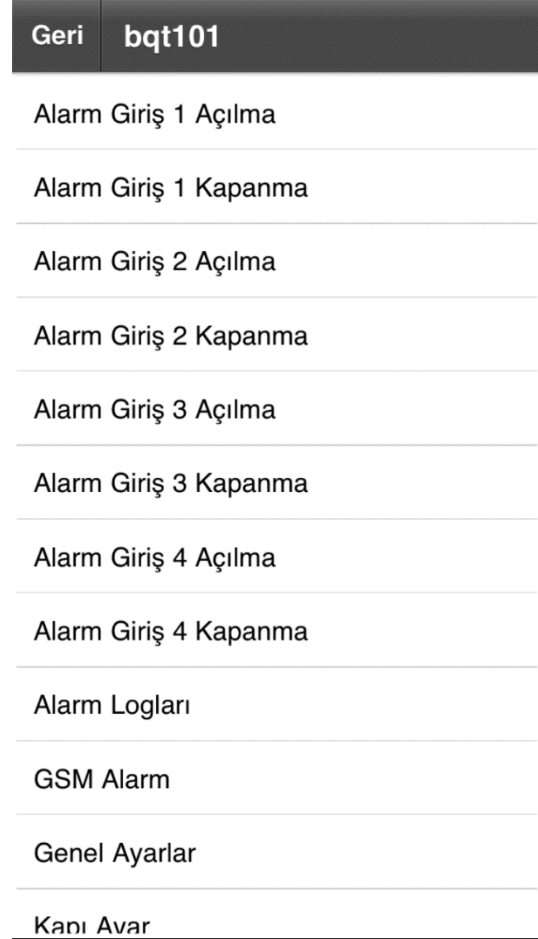 Geri bqt101
Alarm Giriş 1 Açılma
Alarm Giriş 1 Kapanma
Alarm Giriş 2 Açılma
Alarm Giriş 2 Kapanma
Alarm Giriş 3 Açılma
Alarm Giriş 3 Kapanma
Alarm Giriş 4 Açılma
Alarm Giriş 4 Kapanma
Alarm Logları
GSM Alarm
Genel Ayarlar
Kapı Ayar